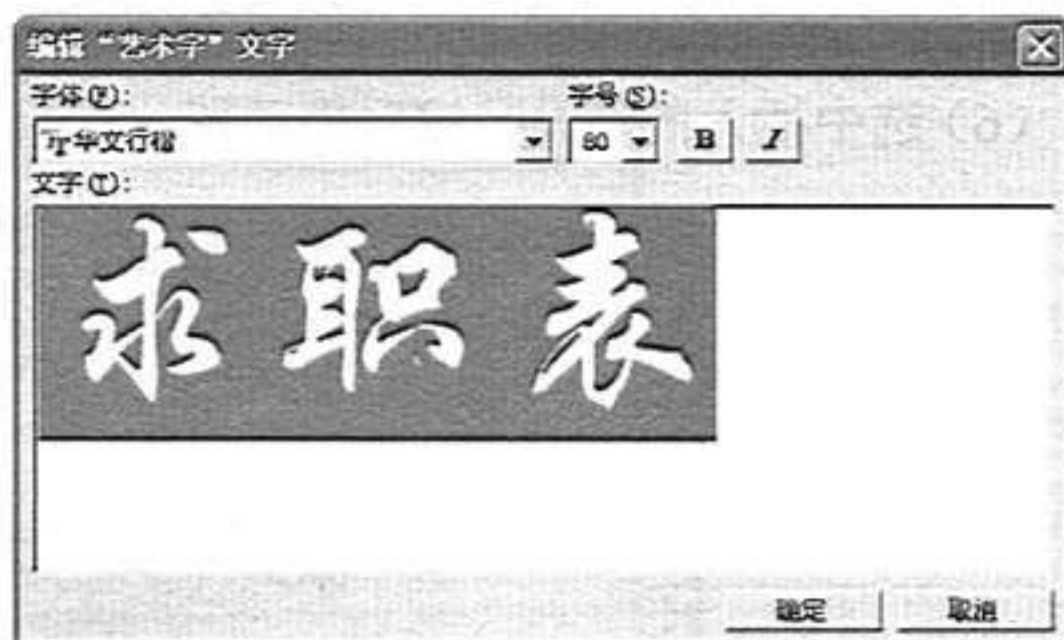 编辑“艺术字”文字
字体(F): 字号(S):
华文行楷 80 B I
文字(T):
求职表
确定 取消